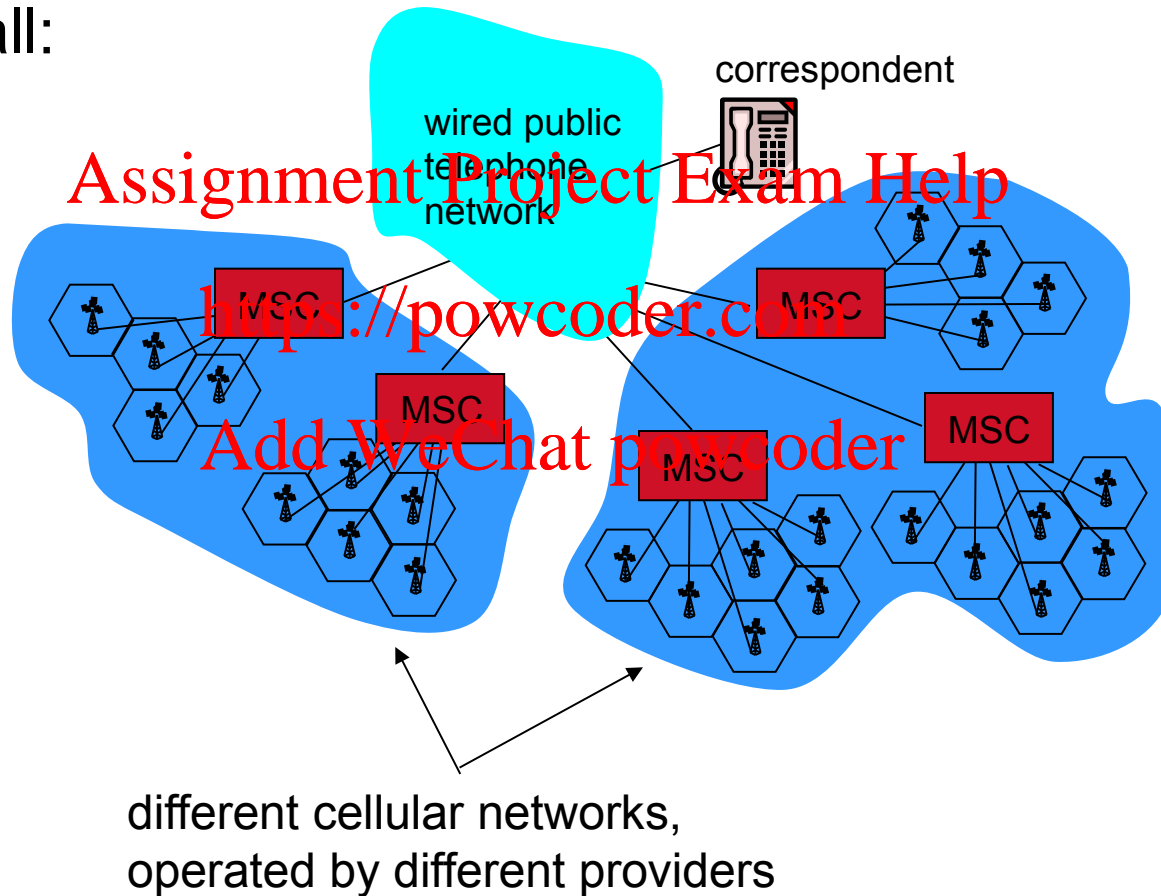 all:
correspondent
wired public
telephone
network
Assignment Project Exam Help
MSC
MSC
https://powcoder.com
MSC
MSC
MSC
Add WeChat powcoder
different cellular networks,
operated by different providers